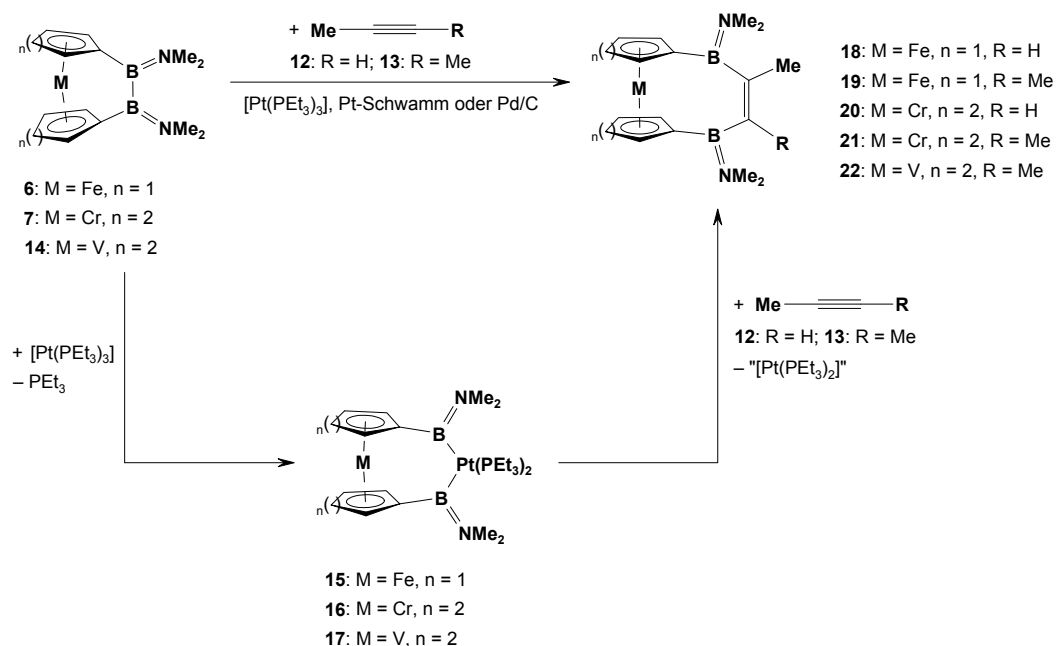 n( )
M
n( )
B
NMe2
B
NMe2
6: M = Fe, n = 1
7: M = Cr, n = 2
14: M = V, n = 2
+ Me R
12: R = H; 13: R = Me
[Pt(PEt3)3], Pt-Schwamm oder Pd/C
n( )
M
n( )
NMe2
B
Me
B
R
NMe2
18: M = Fe, n = 1, R = H
19: M = Fe, n = 1, R = Me
20: M = Cr, n = 2, R = H
21: M = Cr, n = 2, R = Me
22: M = V, n = 2, R = Me
+ [Pt(PEt3)3]
– PEt3
n( )
M
n( )
NMe2
B
Pt(PEt3)2
B
NMe2
15: M = Fe, n = 1
16: M = Cr, n = 2
17: M = V, n = 2
+ Me R
12: R = H; 13: R = Me
– "[Pt(PEt3)2]"